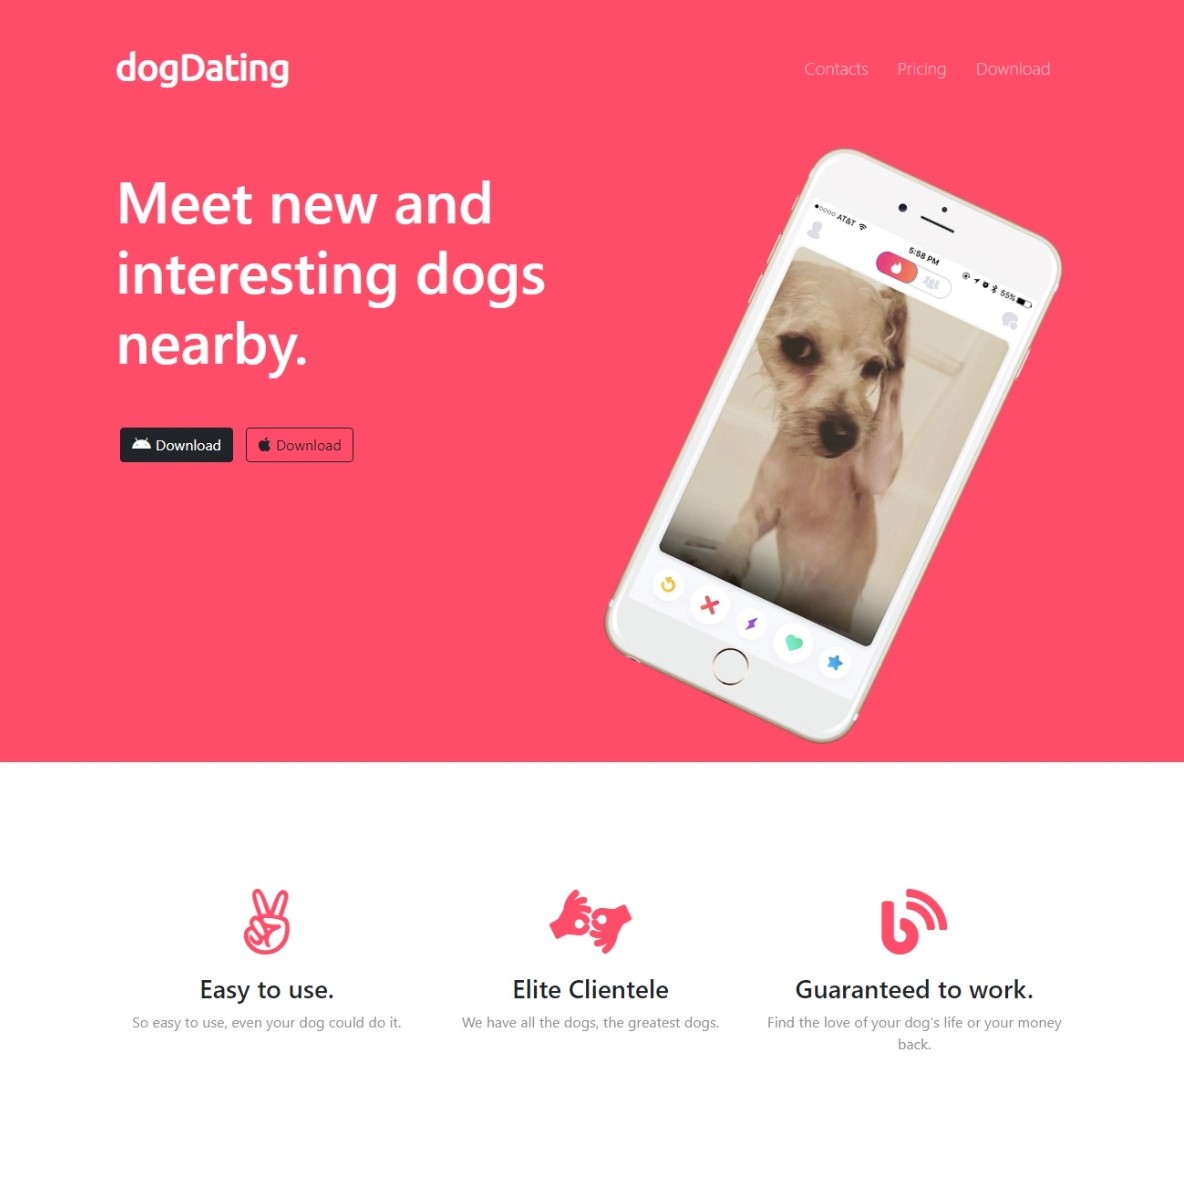 dogDating
Contacts Pricing Download
Meet new and
interesting dogs
nearby.
Download Download
AT&T 5:58 PM 55%
Easy to use.
So easy to use, even your dog could do it.
Elite Clientele
We have all the dogs, the greatest dogs.
Guaranteed to work.
Find the love of your dog's life or your money
back.